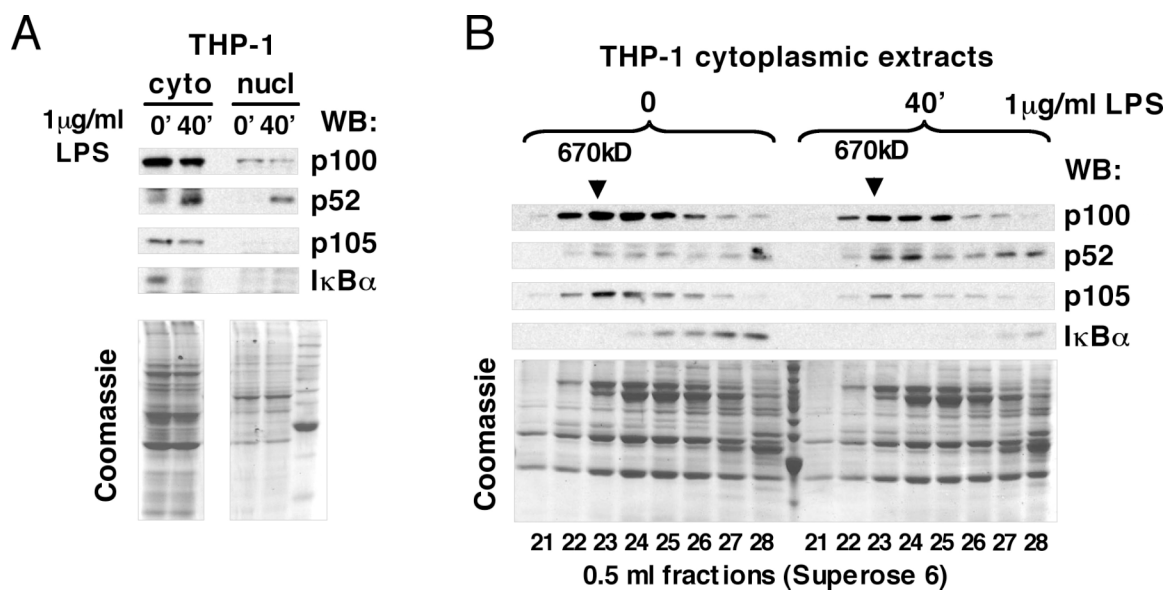 A
THP-1
cyto nucl
1μg/ml LPS
0' 40' 0' 40' WB:
p100
p52
p105
IκBα
Coomassie
B
THP-1 cytoplasmic extracts
0 40' 1μg/ml LPS
670kD 670kD
WB:
p100
p52
p105
IκBα
Coomassie
21 22 23 24 25 26 27 28 21 22 23 24 25 26 27 28
0.5 ml fractions (Superose 6)